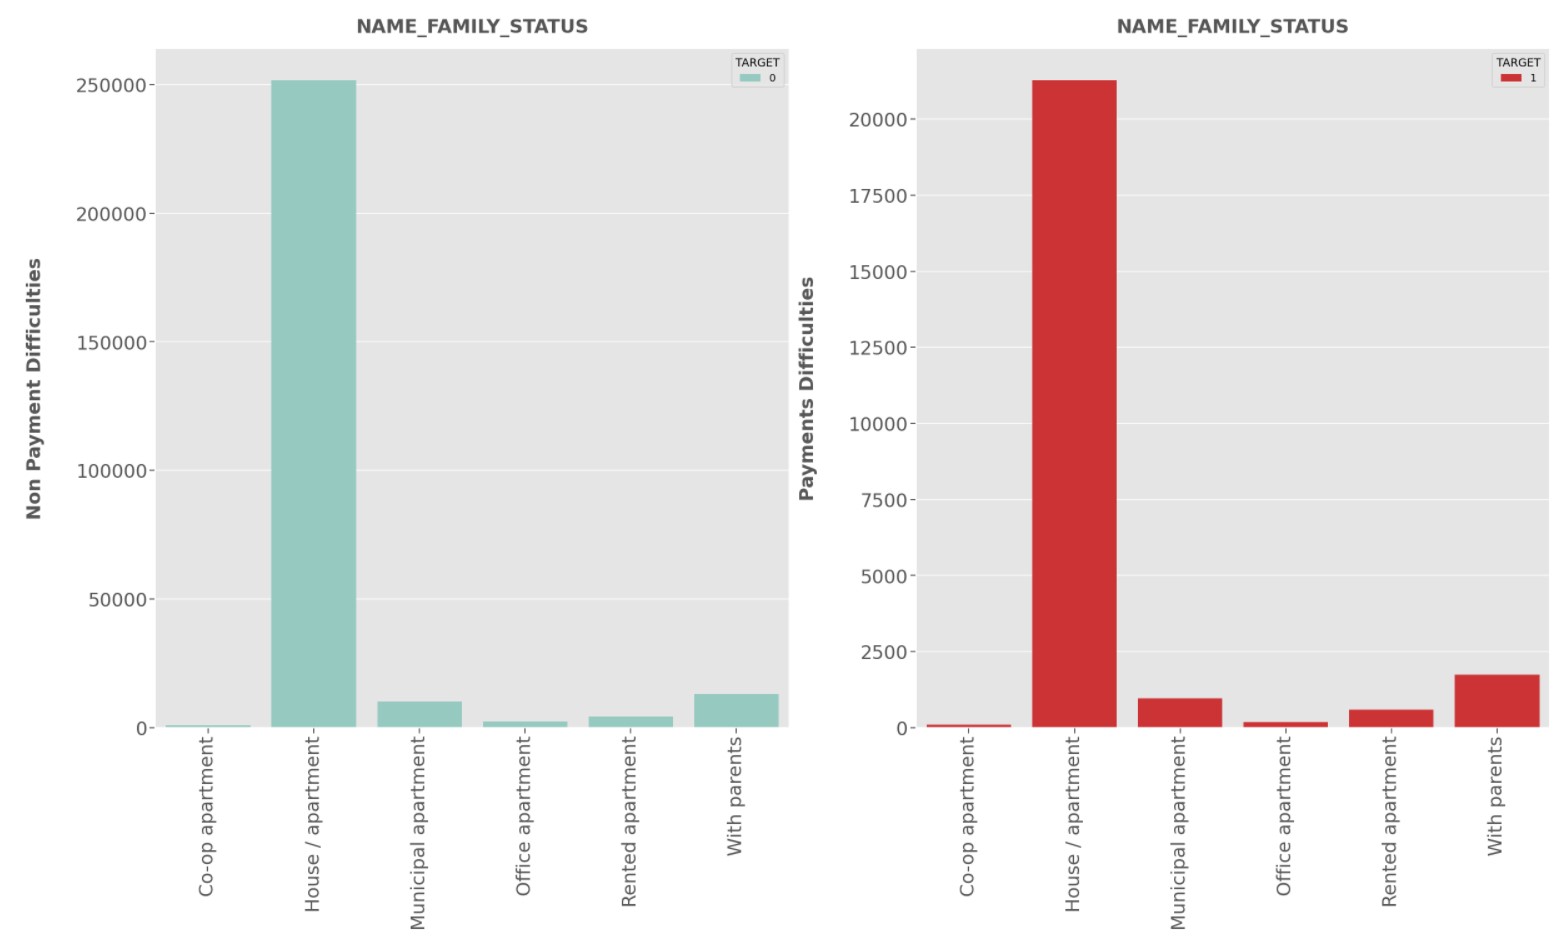 NAME_FAMILY_STATUS
TARGET
0
Non Payment Difficulties
250000
200000
150000
100000
50000
0
Co-op apartment
House / apartment
Municipal apartment
Office apartment
Rented apartment
With parents
NAME_FAMILY_STATUS
TARGET
1
Payments Difficulties
20000
17500
15000
12500
10000
7500
5000
2500
0
Co-op apartment
House / apartment
Municipal apartment
Office apartment
Rented apartment
With parents